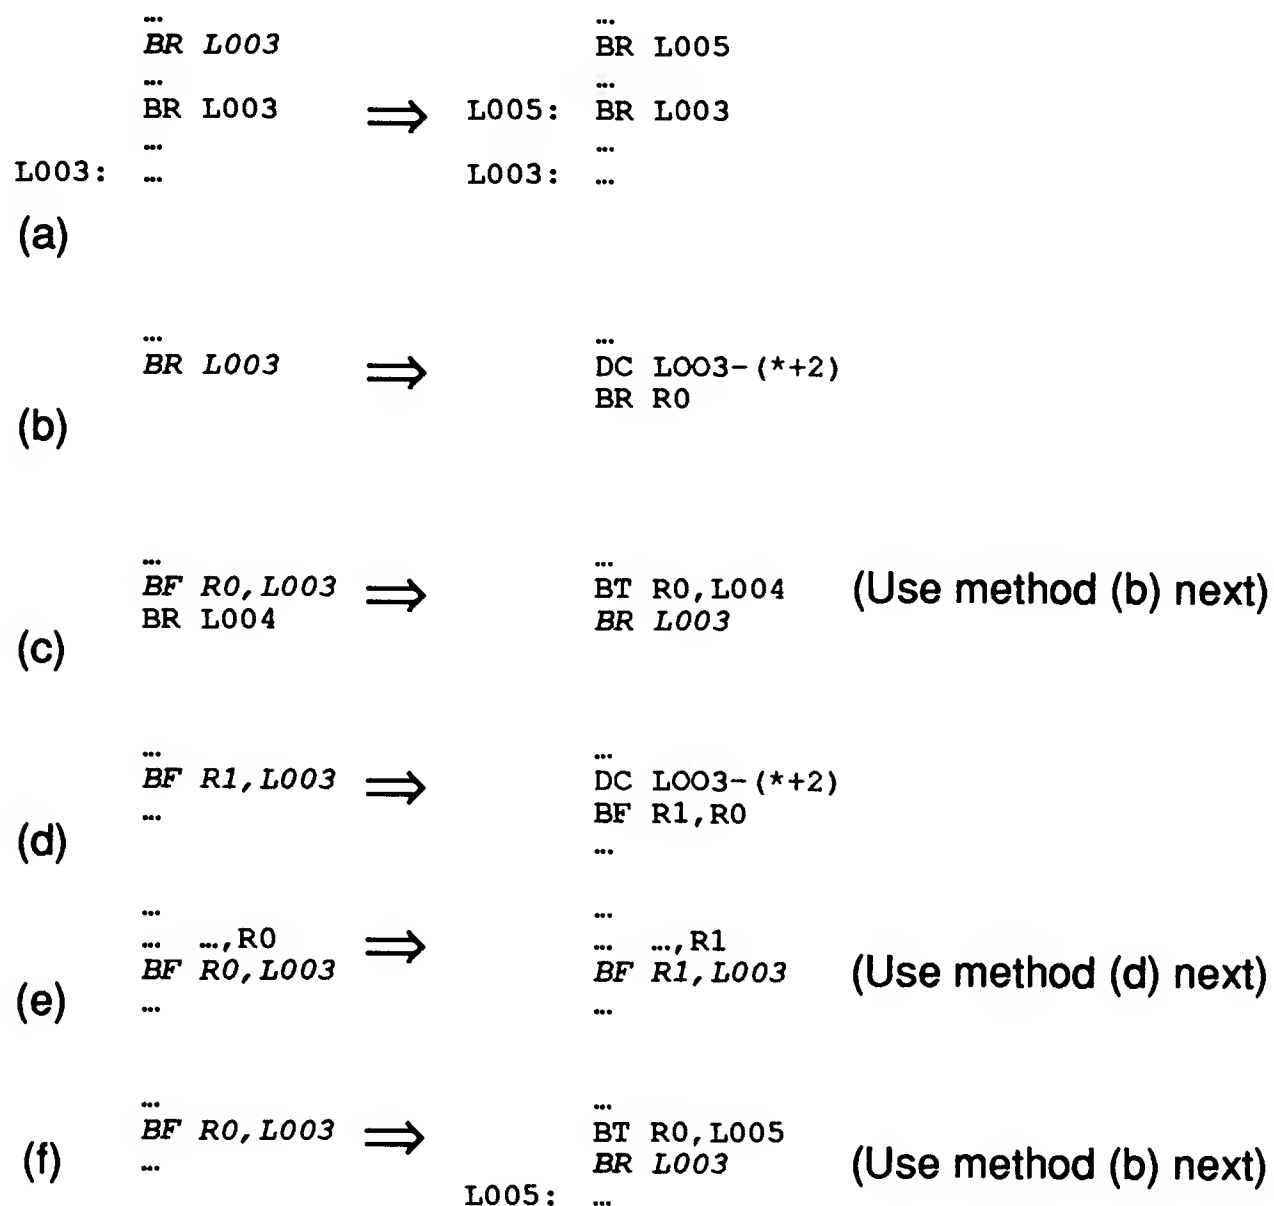 … …
BR L003 BR L005
… …
BR L003 ⟹ L005: BR L003
… …
L003: … L003: …
(a)
… …
BR L003 ⟹ DC LOO3-(*+2)
BR R0
(b)
… …
BF R0,L003 ⟹ BT R0,L004 (Use method (b) next)
BR L004 BR L003
(c)
… …
BF R1,L003 ⟹ DC LOO3-(*+2)
… BF R1,R0
(d) …
… …
… …,R0 ⟹ … …,R1
BF R0,L003 BF R1,L003 (Use method (d) next)
(e) … …
… …
BF R0,L003 ⟹ BT R0,L005
(f) … BR L003 (Use method (b) next)
L005: …